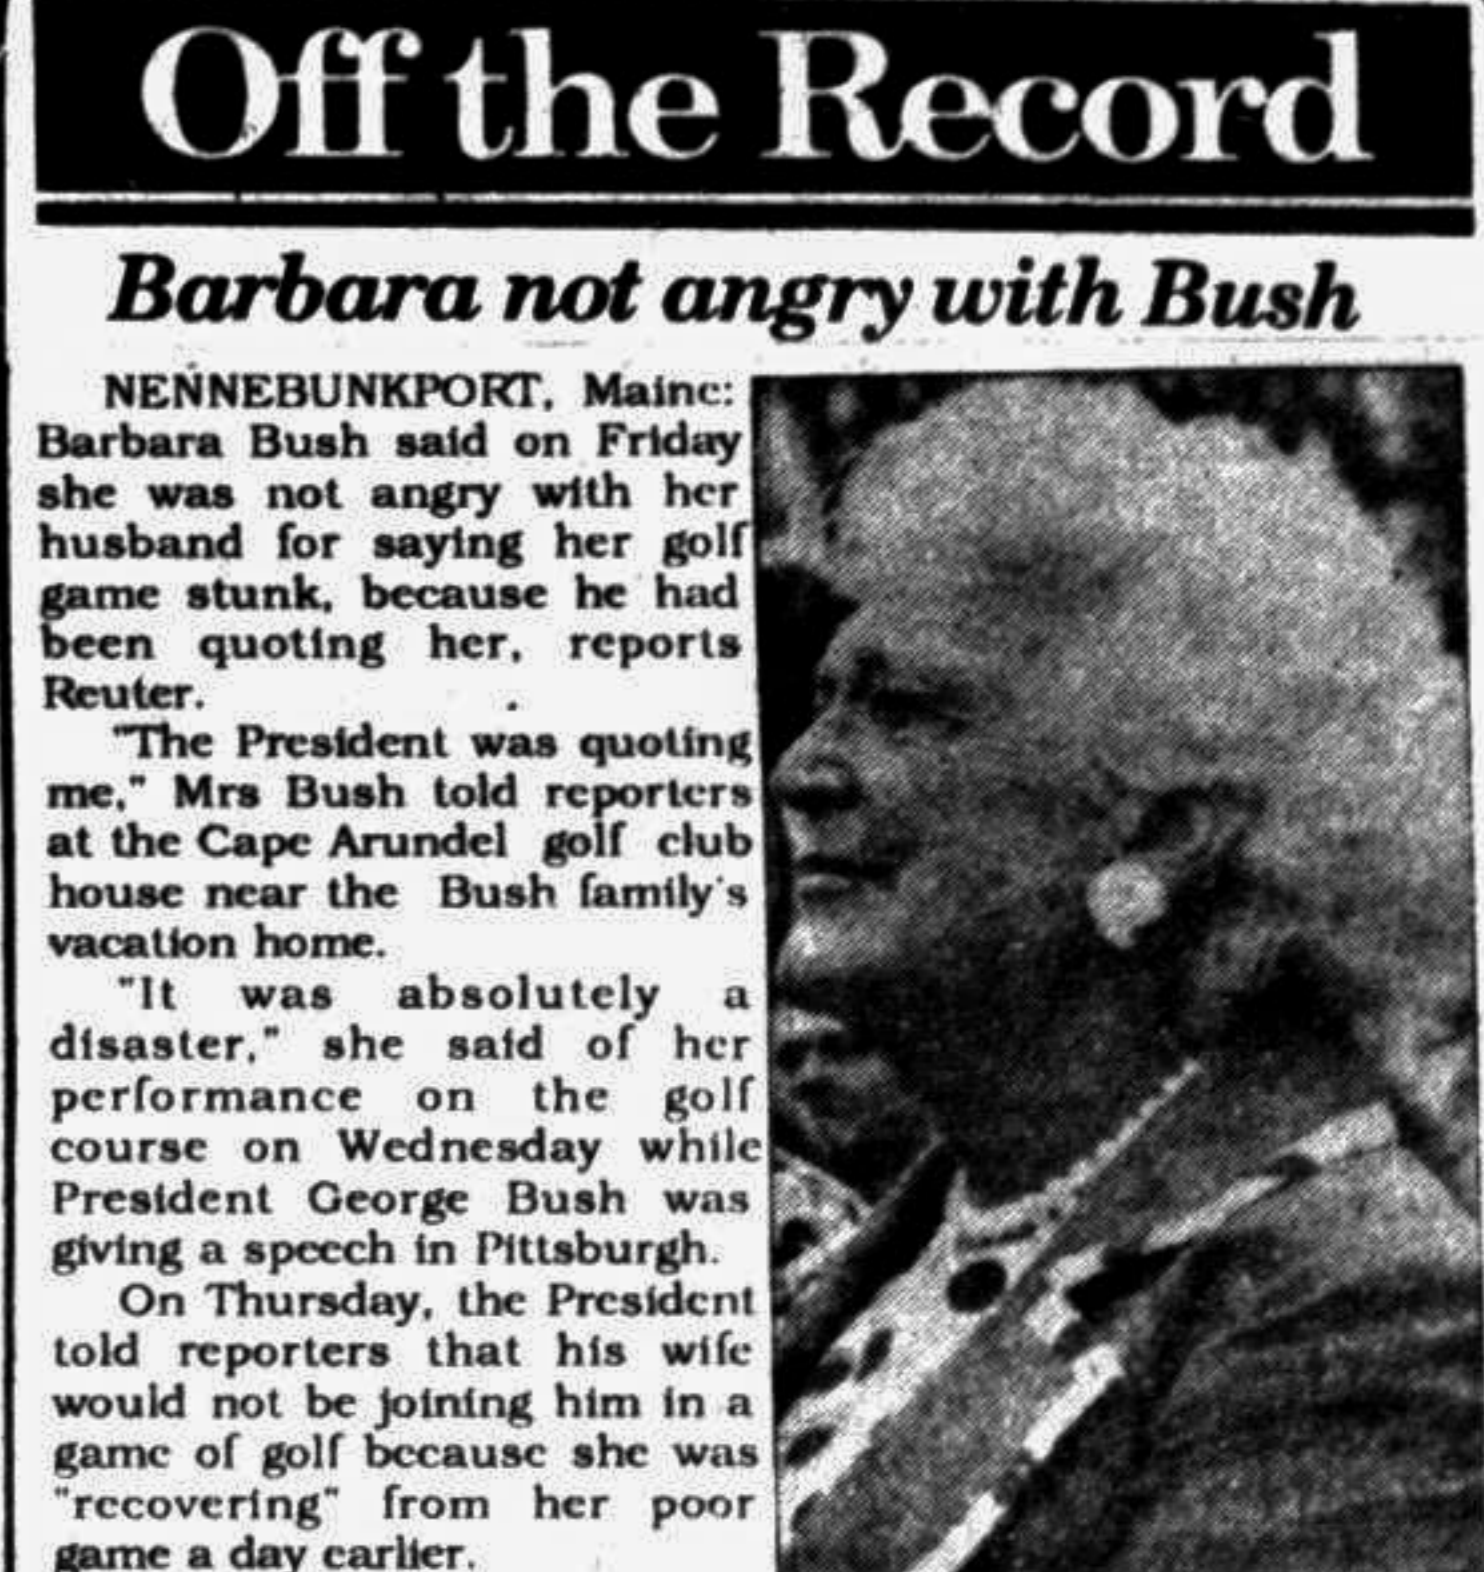 Off the Record
Barbara not angry with Bush
NENNEBUNKPORT, Maine:
Barbara Bush said on Friday
she was not angry with her
husband for saying her golf
game stunk, because he had
been quoting her, reports
Reuter.
"The President was quoting
me," Mrs Bush told reporters
at the Cape Arundel golf club
house near the Bush family's
vacation home.
"It was absolutely a
disaster," she said of her
performance on the golf
course on Wednesday while
President George Bush was
giving a speech in Pittsburgh.
On Thursday, the President
told reporters that his wife
would not be joining him in a
game of golf because she was
"recovering" from her poor
game a day earlier.